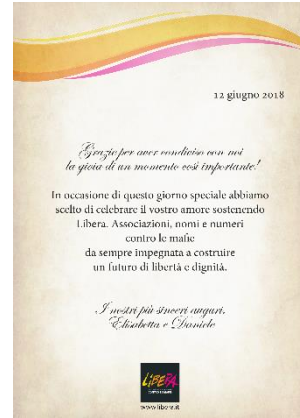 12 giugno 2018
Grazie per aver condiviso con noi
la gioia di un momento così importante!
In occasione di questo giorno speciale abbiamo
scelto di celebrare il vostro amore sostenendo
Libera. Associazioni, nomi e numeri
contro le mafie
da sempre impegnata a costruire
un futuro di libertà e dignità.
I nostri più sinceri auguri,
Elisabetta e Daniele
LIBERA
www.libera.it